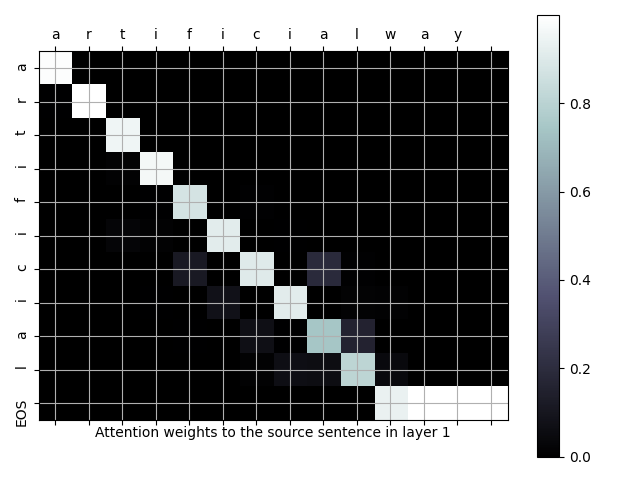 a r t i f i c i a l w a y
a
r
t
i
f
i
c
i
a
l
EOS
0.8
0.6
0.4
0.2
0.0
Attention weights to the source sentence in layer 1